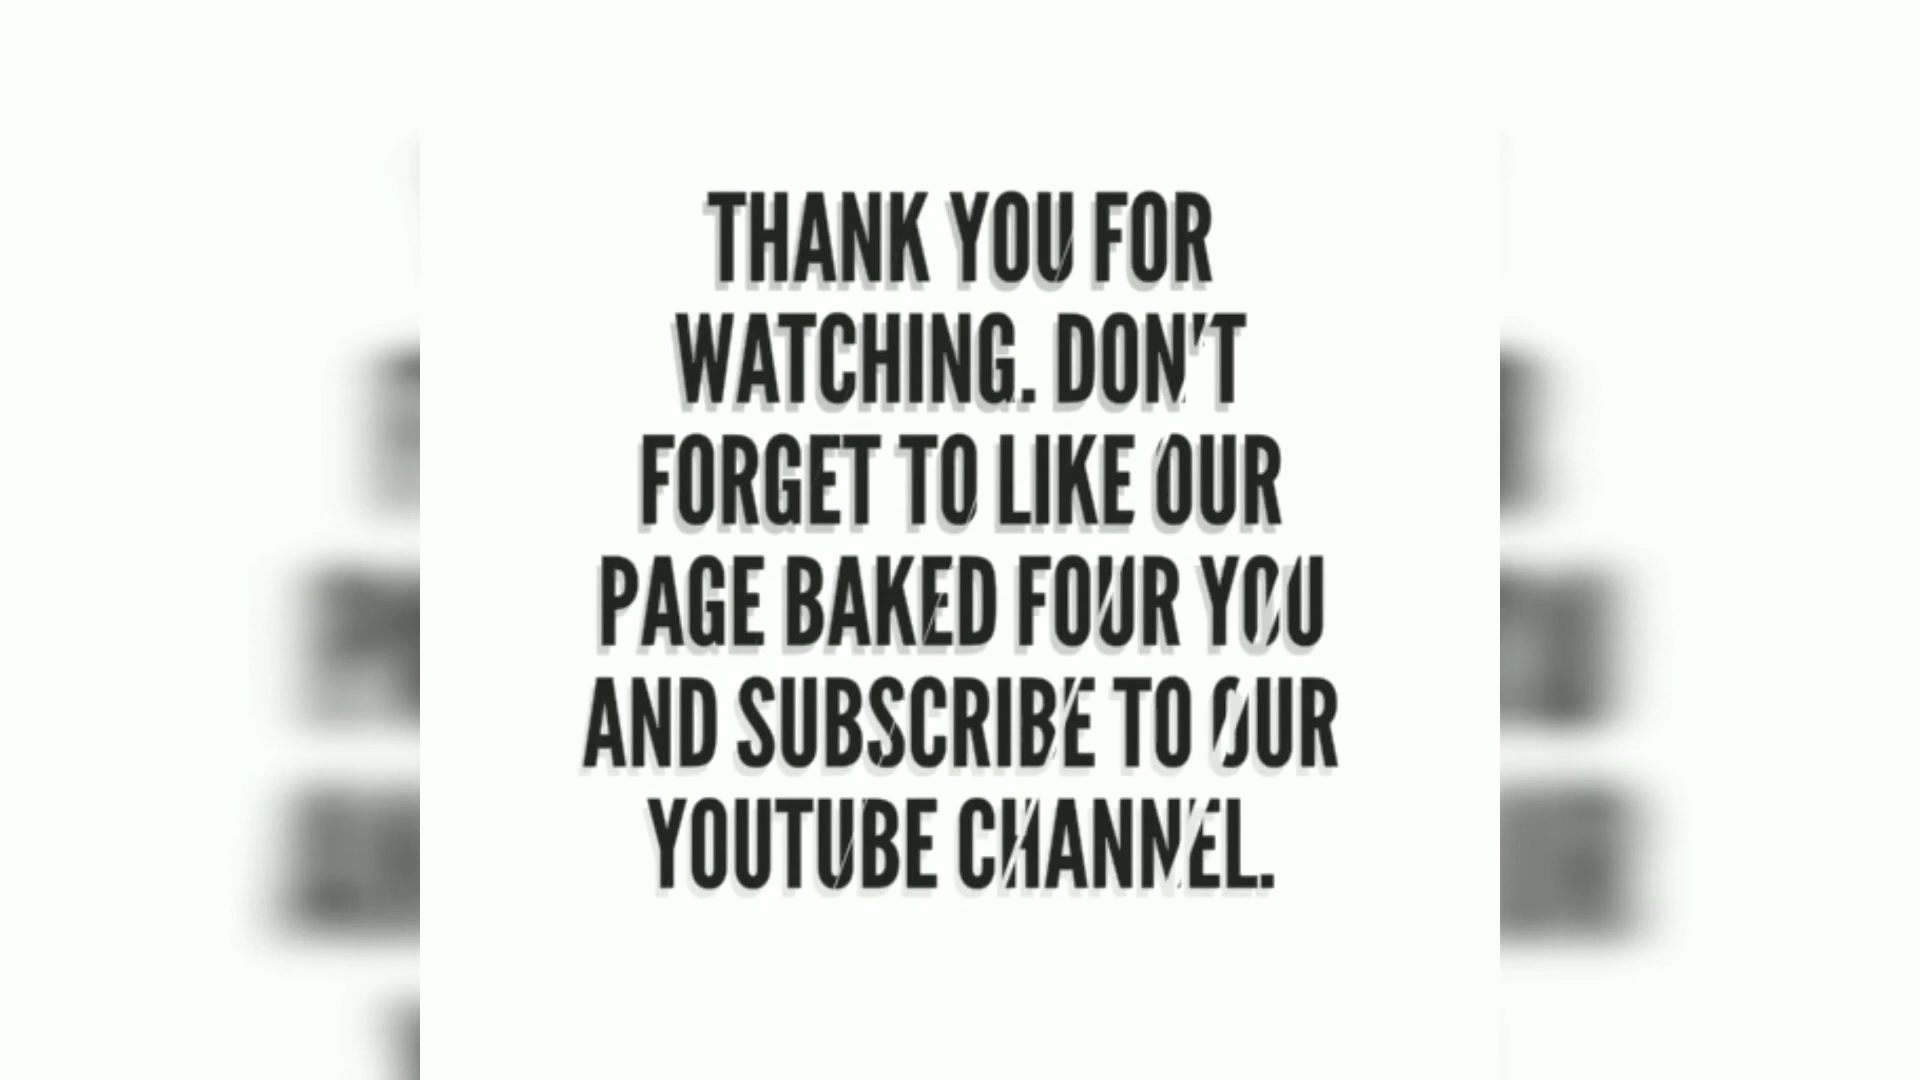 THANK YOU FOR
WATCHING. DON'T
FORGET TO LIKE OUR
PAGE BAKED FOUR YOU
AND SUBSCRIBE TO OUR
YOUTUBE CHANNEL.